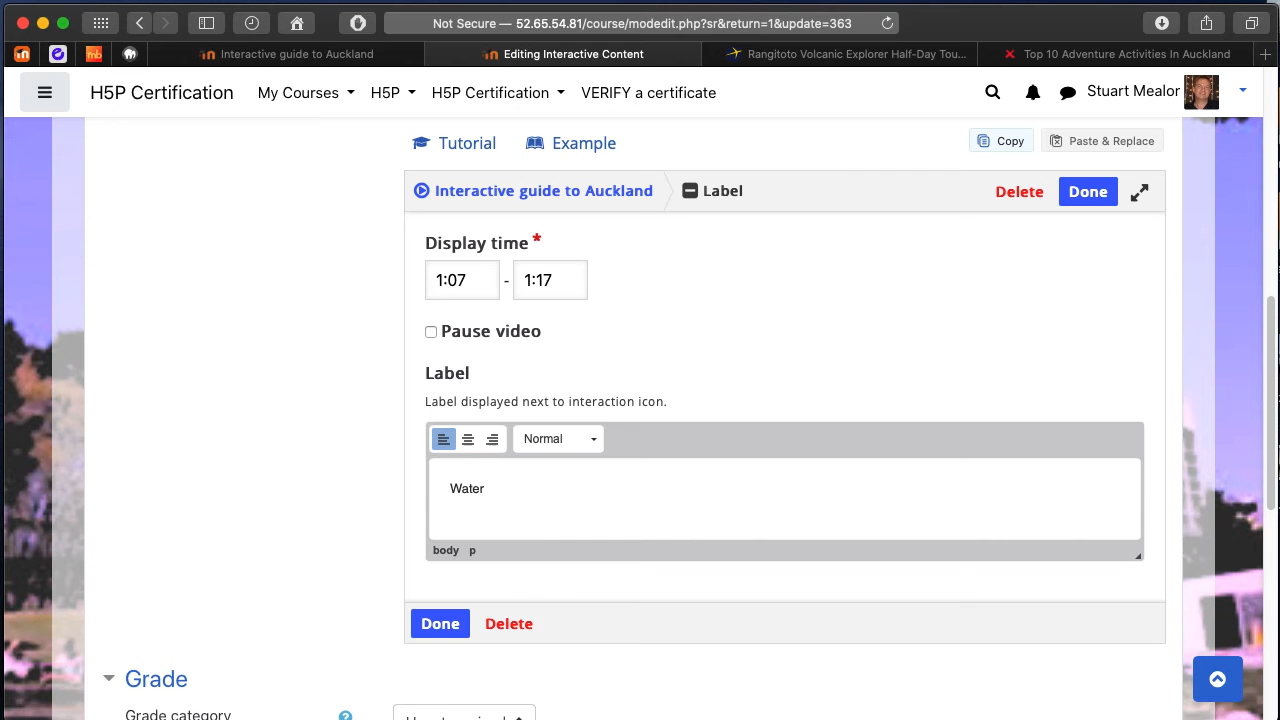 Not Secure — 52.65.54.81/course/modedit.php?sr&return=1&update=363
Interactive guide to Auckland
Editing Interactive Content
Rangitoto Volcanic Explorer Half-Day Tou...
Top 10 Adventure Activities In Auckland
H5P Certification
My Courses
H5P
H5P Certification
VERIFY a certificate
Stuart Mealor
Tutorial
Example
Copy
Paste & Replace
Interactive guide to Auckland
Label
Delete
Done
Display time *
1:07 - 1:17
Pause video
Label
Label displayed next to interaction icon.
Normal
Water
body p
Done
Delete
Grade
Grade category